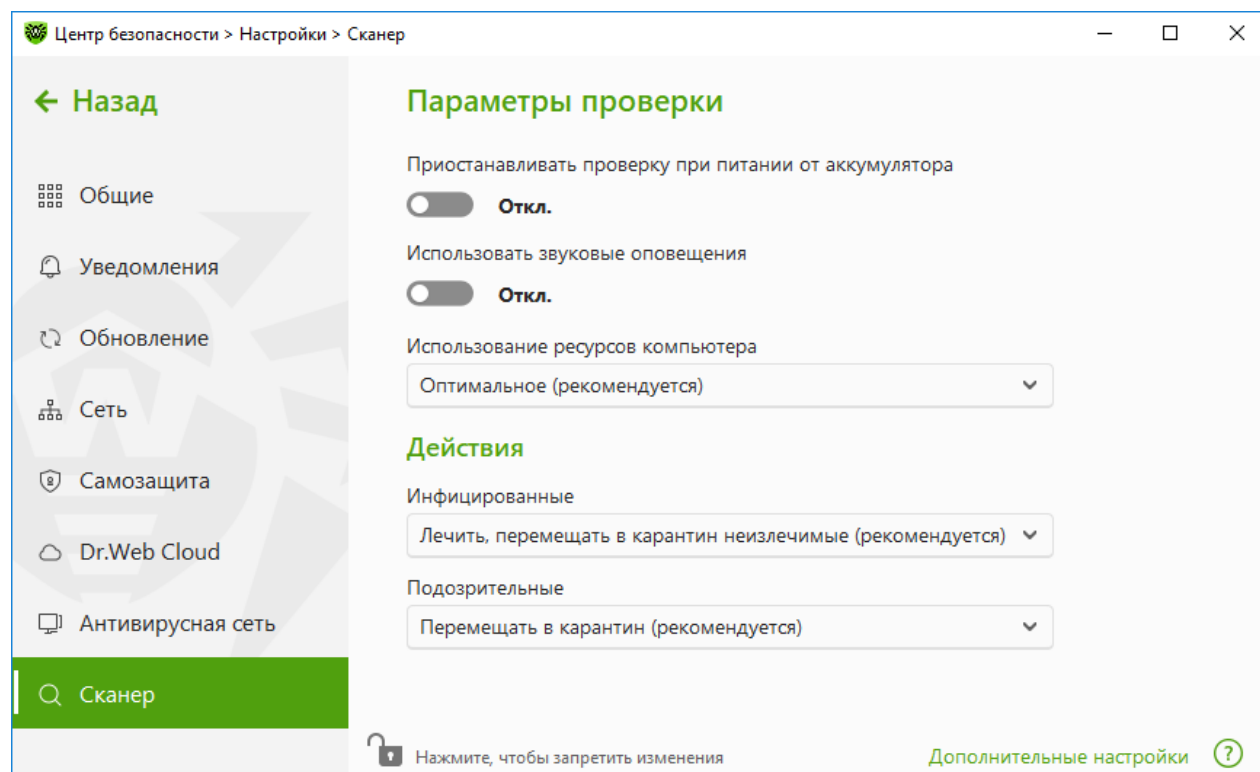 Центр безопасности > Настройки > Сканер
Назад
Общие
Уведомления
Обновление
Сеть
Самозащита
Dr.Web Cloud
Антивирусная сеть
Сканер
Параметры проверки
Приостанавливать проверку при питании от аккумулятора
Откл.
Использовать звуковые оповещения
Откл.
Использование ресурсов компьютера
Оптимальное (рекомендуется)
Действия
Инфицированные
Лечить, перемещать в карантин неизлечимые (рекомендуется)
Подозрительные
Перемещать в карантин (рекомендуется)
Нажмите, чтобы запретить изменения
Дополнительные настройки ?